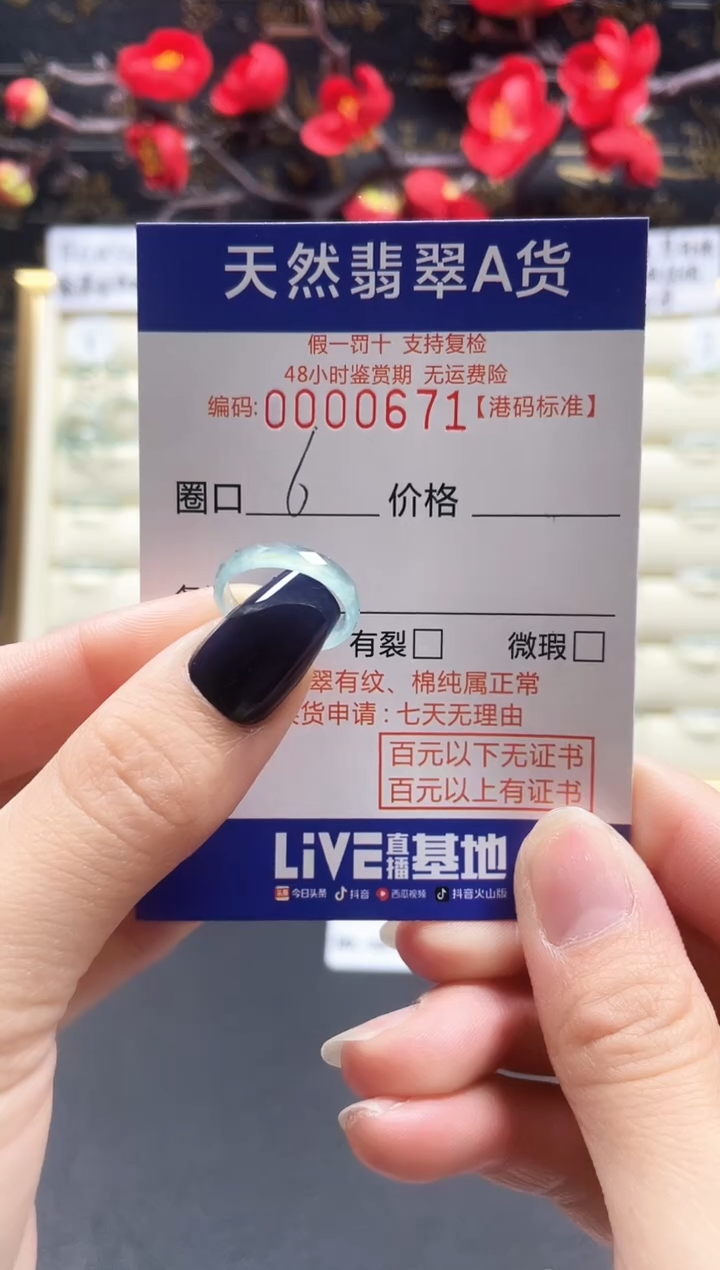 天然翡翠A货
假一罚十 支持复检
48小时鉴赏期 无运费险
编码:0000671【港码标准】
圈口 6 价格
有裂□ 微瑕□
翠有纹、棉纯属正常
货申请:七天无理由
百元以下无证书
百元以上有证书
LiVE直播基地
今日头条 抖音 西瓜视频 抖音火山版